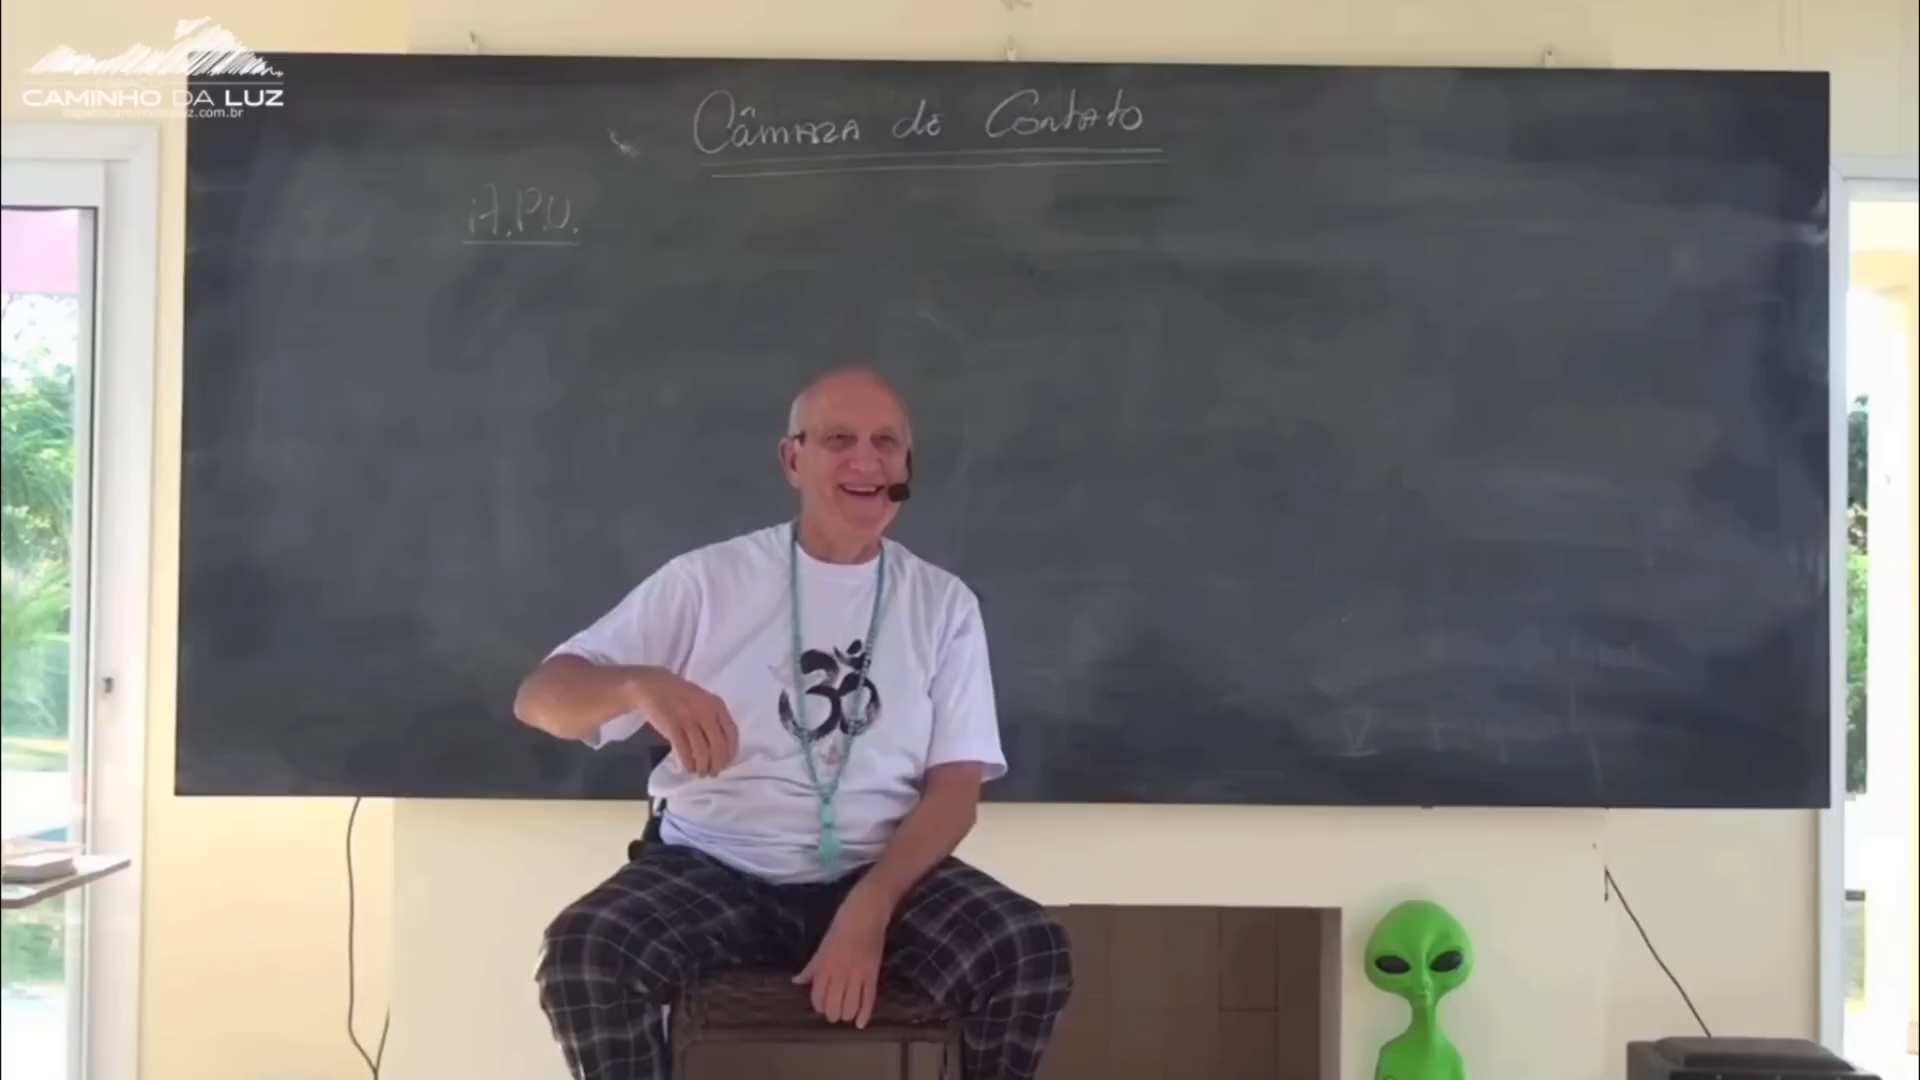 CAMINHO DA LUZ
Câmara de Contato
A.P.U.
ॐ